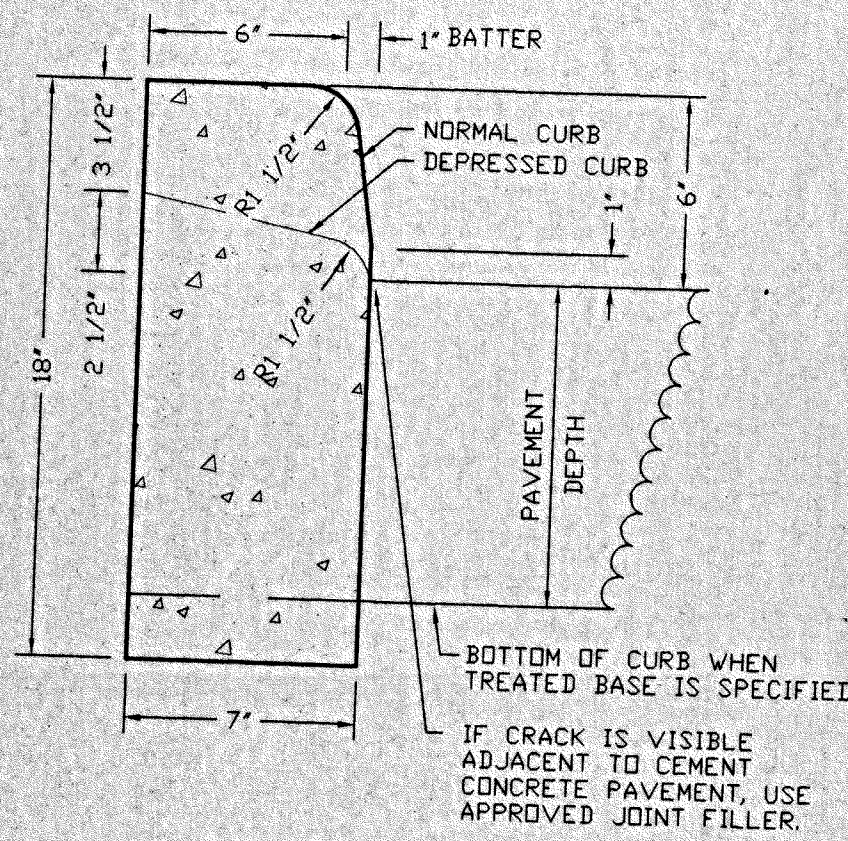 6"
1" BATTER
3 1/2"
NORMAL CURB
DEPRESSED CURB
R1 1/2"
1"
6"
2 1/2"
18"
R1 1/2"
PAVEMENT
DEPTH
BOTTOM OF CURB WHEN
TREATED BASE IS SPECIFIED
7"
IF CRACK IS VISIBLE
ADJACENT TO CEMENT
CONCRETE PAVEMENT, USE
APPROVED JOINT FILLER.